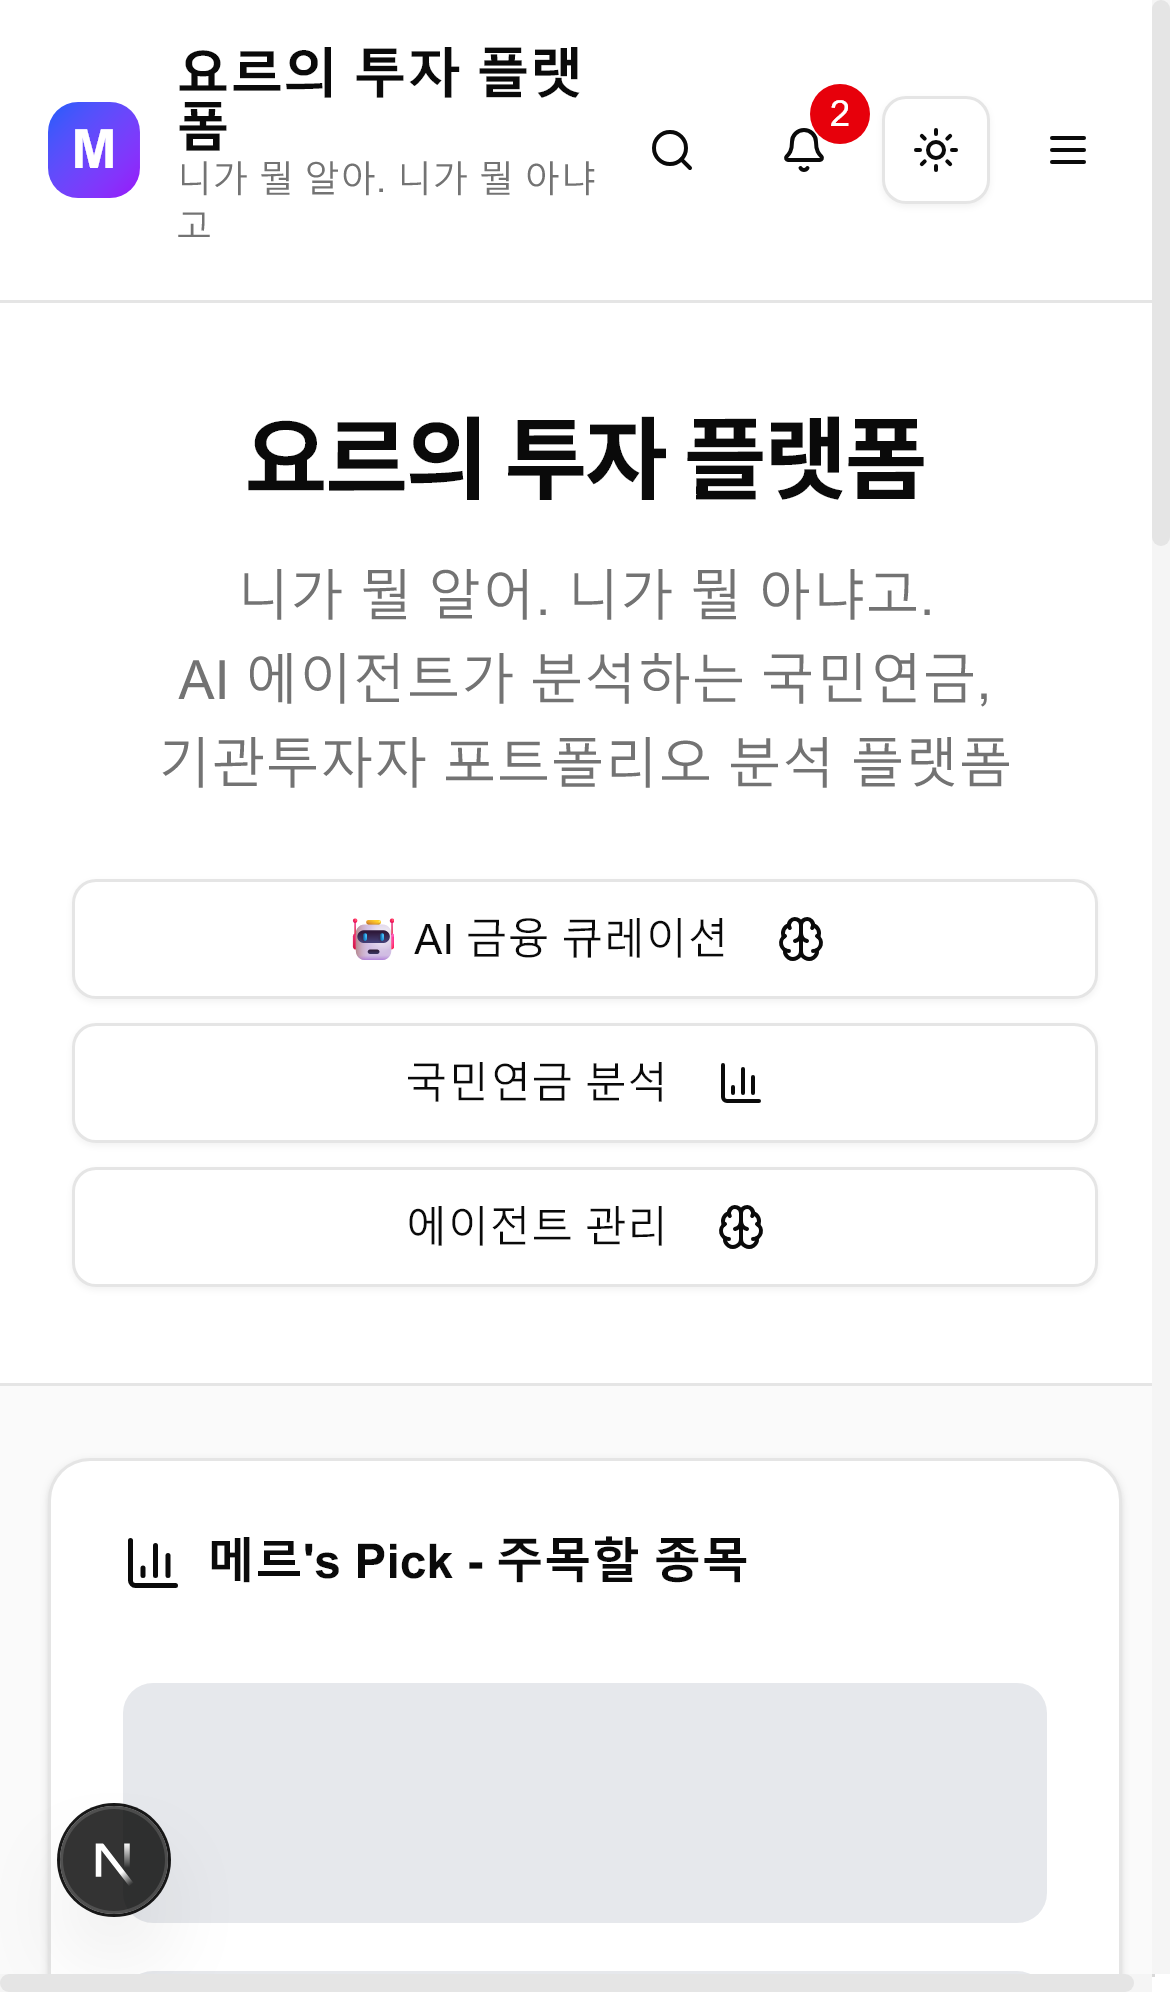 M
요르의 투자 플랫
폼
니가 뭘 알아. 니가 뭘 아냐
고
2
요르의 투자 플랫폼
니가 뭘 알어. 니가 뭘 아냐고.
AI 에이전트가 분석하는 국민연금,
기관투자자 포트폴리오 분석 플랫폼
AI 금융 큐레이션
국민연금 분석
에이전트 관리
메르's Pick - 주목할 종목
N